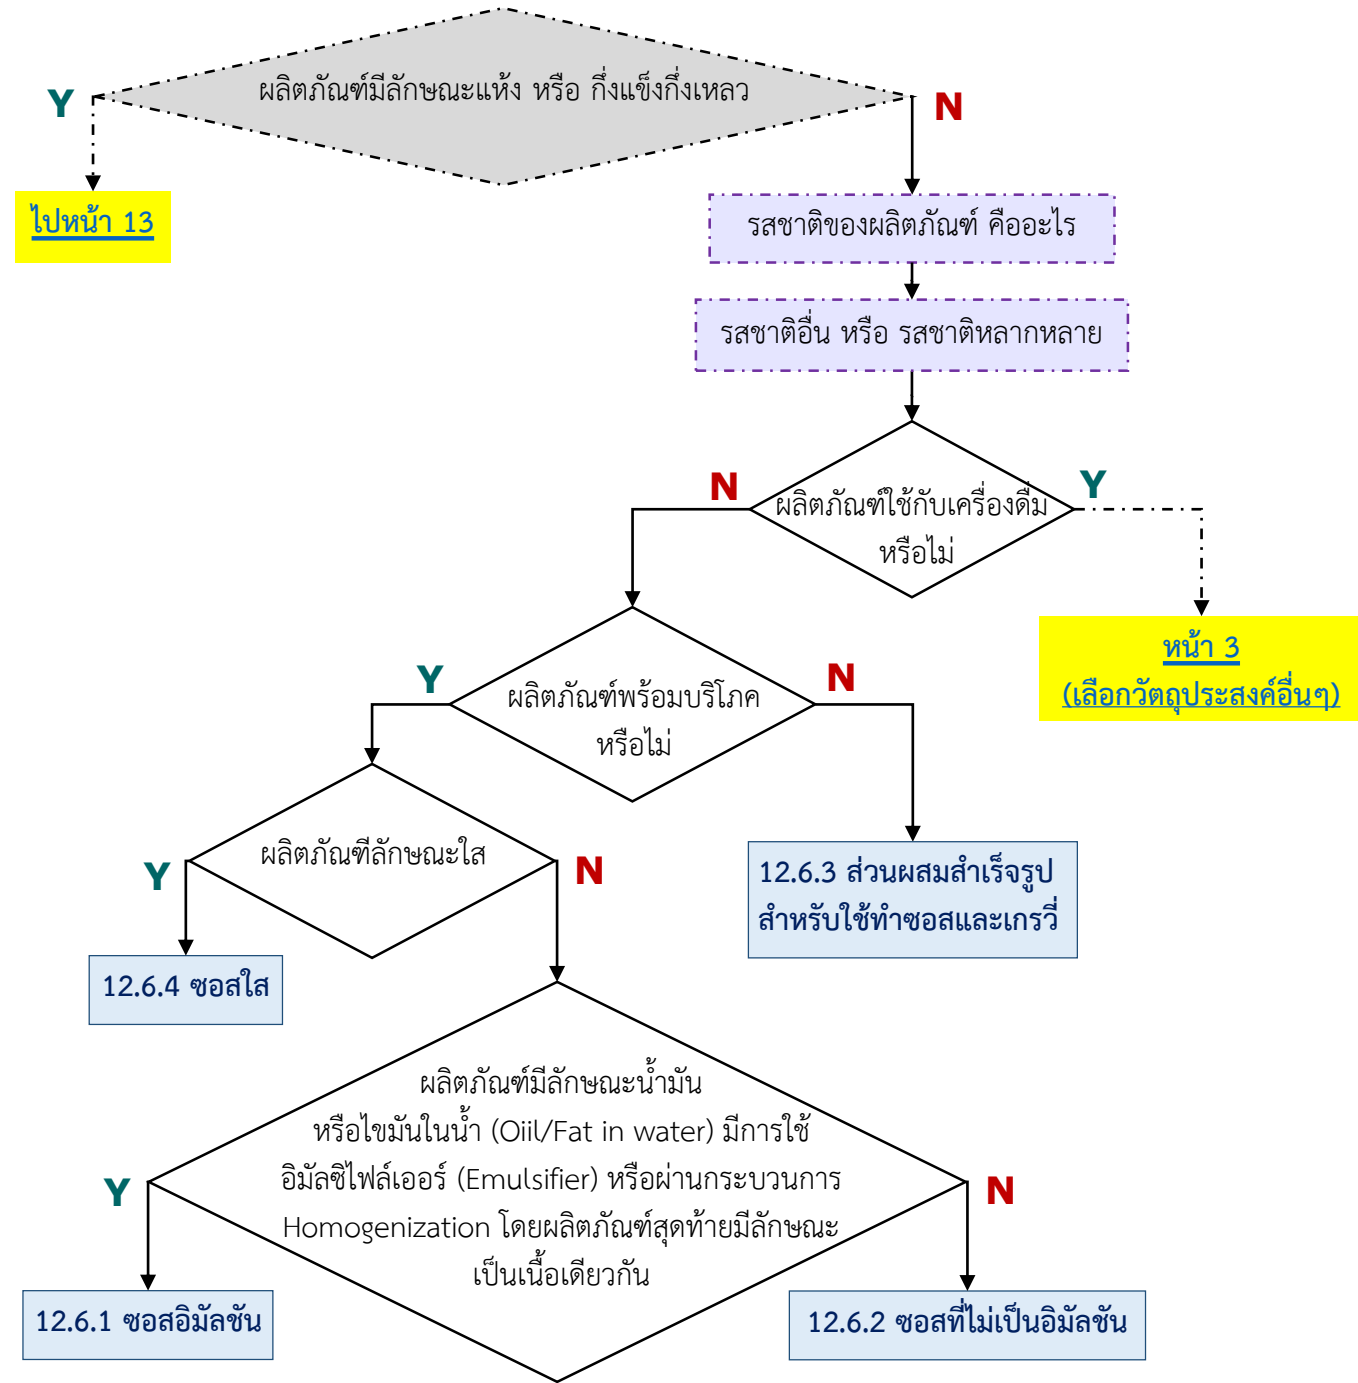 ผลิตภัณฑ์มีลักษณะแห้ง หรือ กึ่งแข็งกึ่งเหลว
Y
N
ไปหน้า 13
รสชาติของผลิตภัณฑ์ คืออะไร
รสชาติอื่น หรือ รสชาติหลากหลาย
N
Y
ผลิตภัณฑ์ใช้กับเครื่องดื่ม
หรือไม่
หน้า 3
(เลือกวัตถุประสงค์อื่นๆ)
Y
N
ผลิตภัณฑ์พร้อมบริโภค
หรือไม่
ผลิตภัณฑีลักษณะใส
Y
N
12.6.3 ส่วนผสมสำเร็จรูป
สำหรับใช้ทำซอสและเกรวี่
12.6.4 ซอสใส
ผลิตภัณฑ์มีลักษณะน้ำมัน
หรือไขมันในน้ำ (Oiil/Fat in water) มีการใช้
อิมัลซิไฟล์เออร์ (Emulsifier) หรือผ่านกระบวนการ
Homogenization โดยผลิตภัณฑ์สุดท้ายมีลักษณะ
เป็นเนื้อเดียวกัน
Y
N
12.6.1 ซอสอิมัลชัน
12.6.2 ซอสที่ไม่เป็นอิมัลชัน